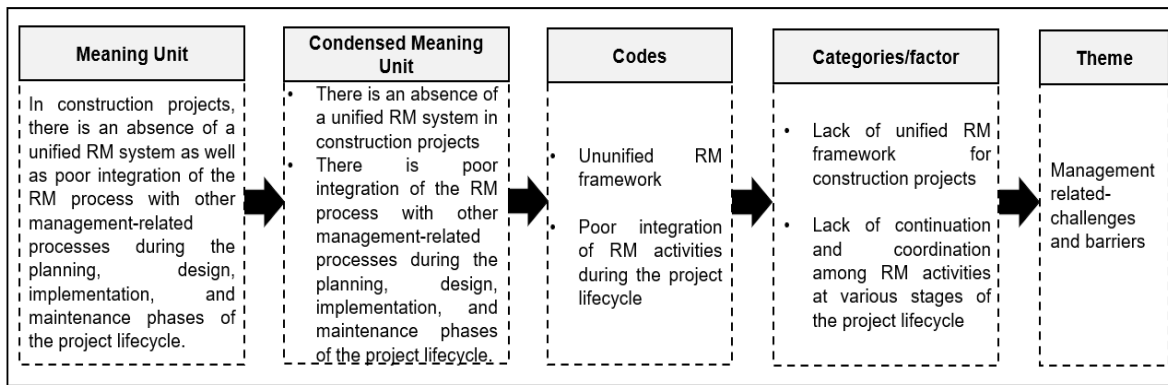 Meaning Unit
In construction projects,
there is an absence of a
unified RM system as well
as poor integration of the
RM process with other
management-related
processes during the
planning, design,
implementation, and
maintenance phases of
the project lifecycle.
Condensed Meaning
Unit
• There is an absence of
a unified RM system in
construction projects
• There is poor
integration of the RM
process with other
management-related
processes during the
planning, design,
implementation, and
maintenance phases
of the project lifecycle.
Codes
• Ununified RM
framework
• Poor integration
of RM activities
during the project
lifecycle
Categories/factor
• Lack of unified RM
framework for
construction projects
• Lack of continuation
and coordination
among RM activities
at various stages of
the project lifecycle
Theme
Management
related-
challenges
and barriers